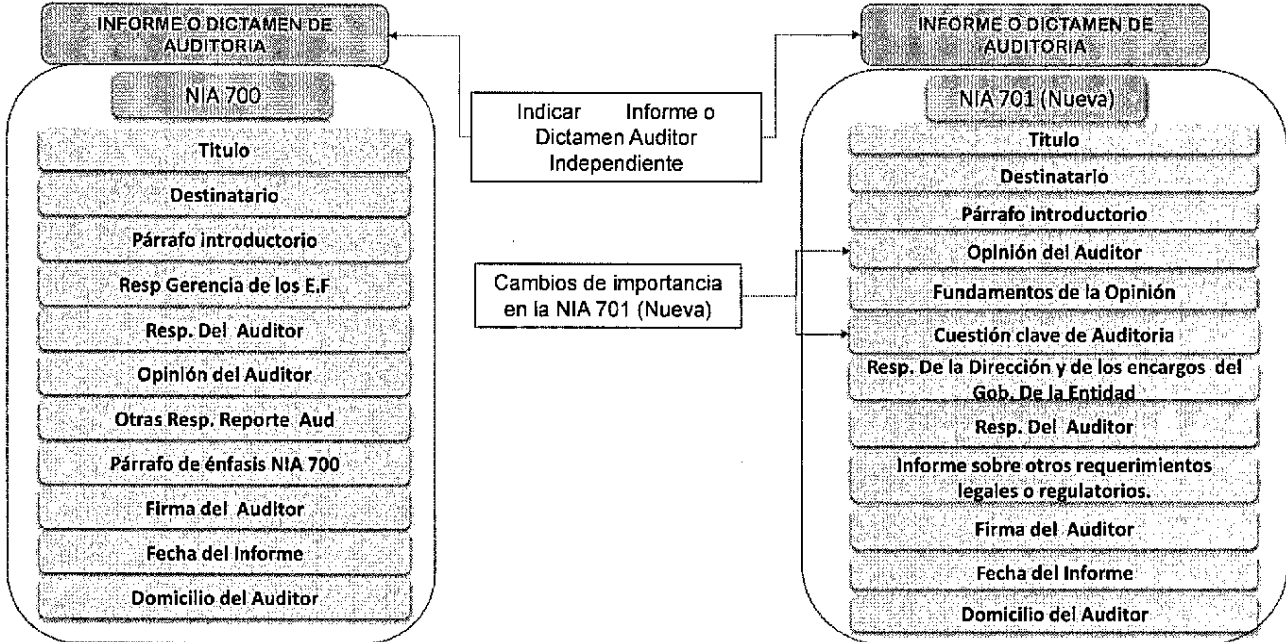 INFORME O DICTAMEN DE
AUDITORIA
NIA 700
Titulo
Destinatario
Párrafo introductorio
Resp Gerencia de los E.F
Resp. Del Auditor
Opinión del Auditor
Otras Resp. Reporte Aud
Párrafo de énfasis NIA 700
Firma del Auditor
Fecha del Informe
Domicilio del Auditor
Indicar Informe o
Dictamen Auditor
Independiente
Cambios de importancia
en la NIA 701 (Nueva)
INFORME O DICTAMEN DE
AUDITORIA
NIA 701 (Nueva)
Titulo
Destinatario
Párrafo introductorio
Opinión del Auditor
Fundamentos de la Opinión
Cuestión clave de Auditoria
Resp. De la Dirección y de los encargos del
Gob. De la Entidad
Resp. Del Auditor
Informe sobre otros requerimientos
legales o regulatorios.
Firma del Auditor
Fecha del Informe
Domicilio del Auditor